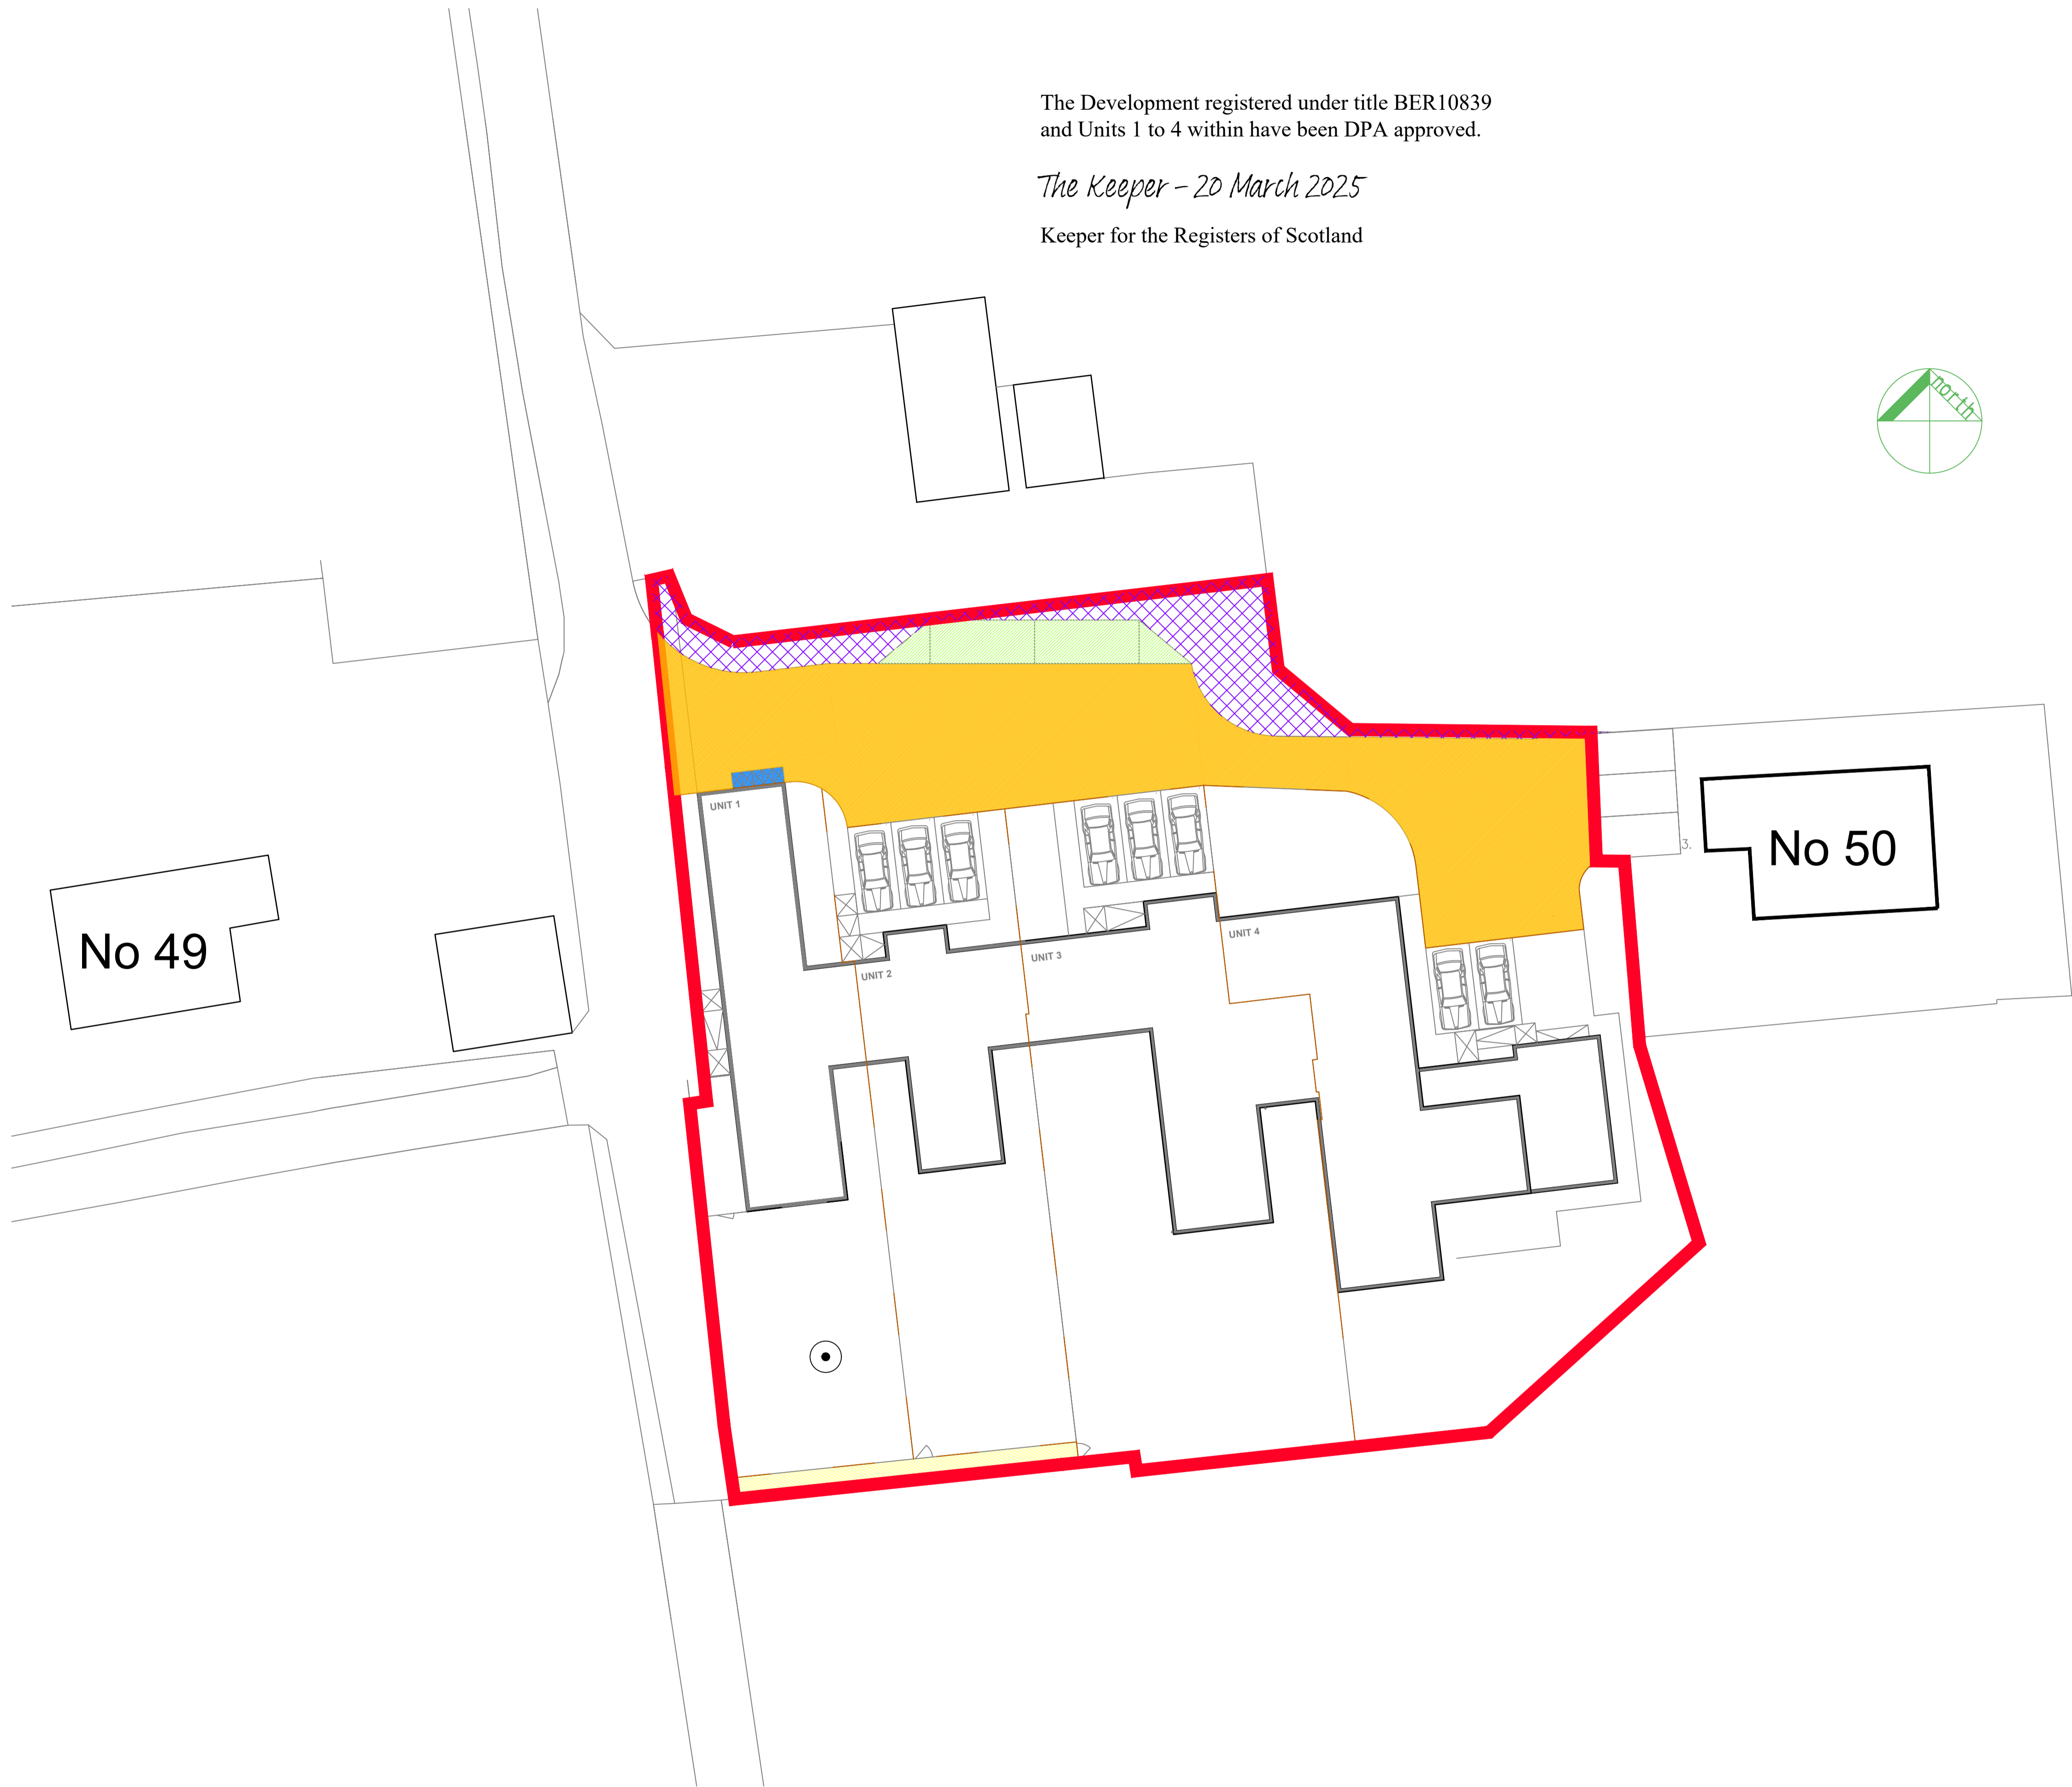 The Development registered under title BER10839
and Units 1 to 4 within have been DPA approved.
The Keeper – 20 March 2025
Keeper for the Registers of Scotland
north
UNIT 1
3.
No 50
No 49
UNIT 4
UNIT 3
UNIT 2